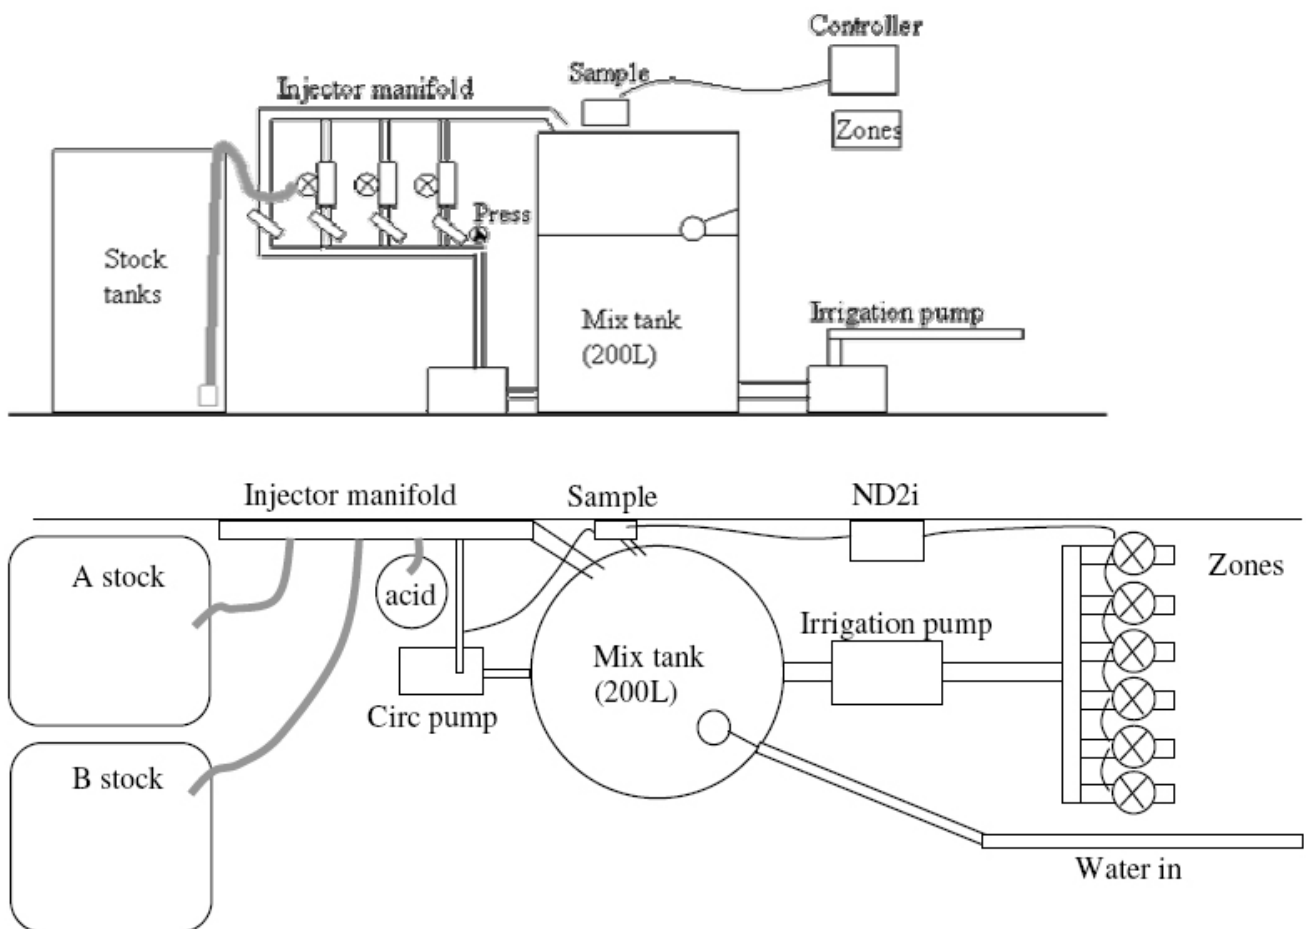 Controller
Sample
Injector manifold
Zones
Press
Stock
tanks
Mix tank
(200L)
Irrigation pump
Injector manifold
Sample
ND2i
A stock
acid
Zones
Irrigation pump
Mix tank
(200L)
Circ pump
B stock
Water in